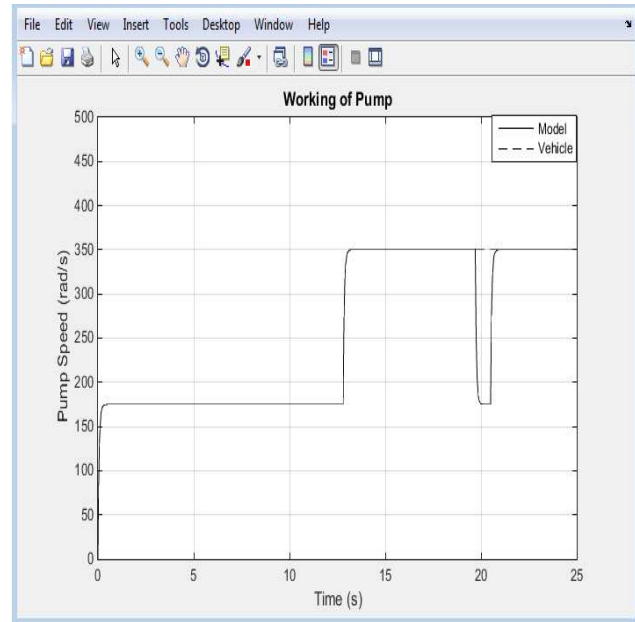 File Edit View Insert Tools Desktop Window Help
Working of Pump
Model
Vehicle
Pump Speed (rad/s)
500
450
400
350
300
250
200
150
100
50
0
0 5 10 15 20 25
Time (s)